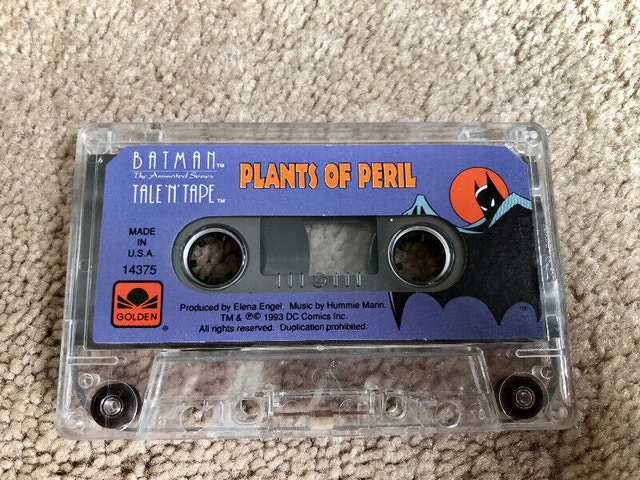 BATMAN™
The Animated Series
TALE 'N' TAPE™
PLANTS OF PERIL
MADE
IN
U.S.A.
14375
GOLDEN®
Produced by Elena Engel. Music by Hummie Mann.
TM & ℗© 1993 DC Comics Inc.
All rights reserved. Duplication prohibited.